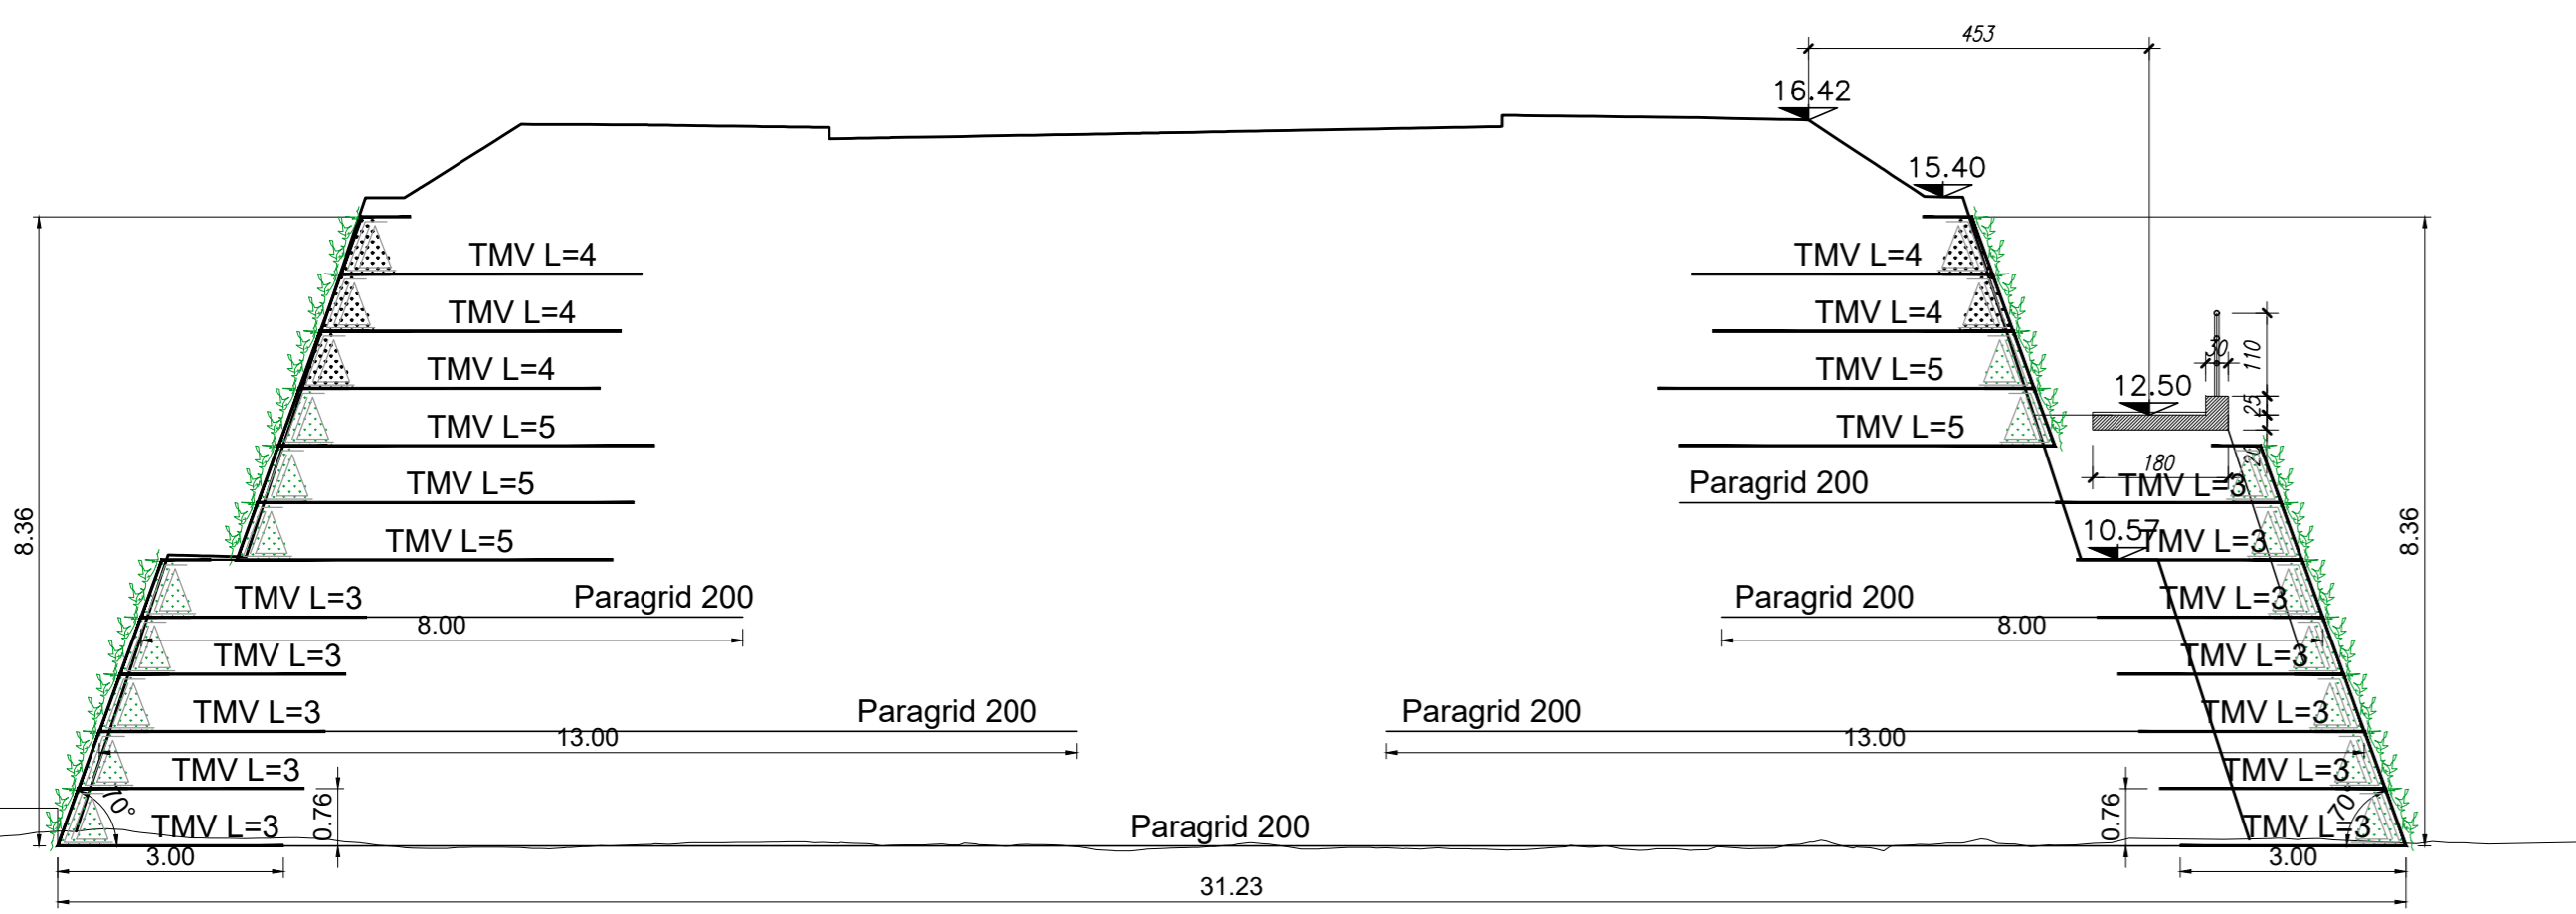 453
16.42
15.40
TMV L=4
TMV L=4
TMV L=4
TMV L=4
30
110
TMV L=4
TMV L=5
12.50
25
TMV L=5
TMV L=5
180
20
TMV L=5
Paragrid 200
TMV L=3
8.36
8.36
TMV L=5
10.57
TMV L=3
TMV L=3
Paragrid 200
Paragrid 200
TMV L=3
8.00
8.00
TMV L=3
TMV L=3
TMV L=3
Paragrid 200
Paragrid 200
TMV L=3
13.00
13.00
TMV L=3
TMV L=3
70°
0.76
0.76
70°
TMV L=3
Paragrid 200
TMV L=3
3.00
3.00
31.23